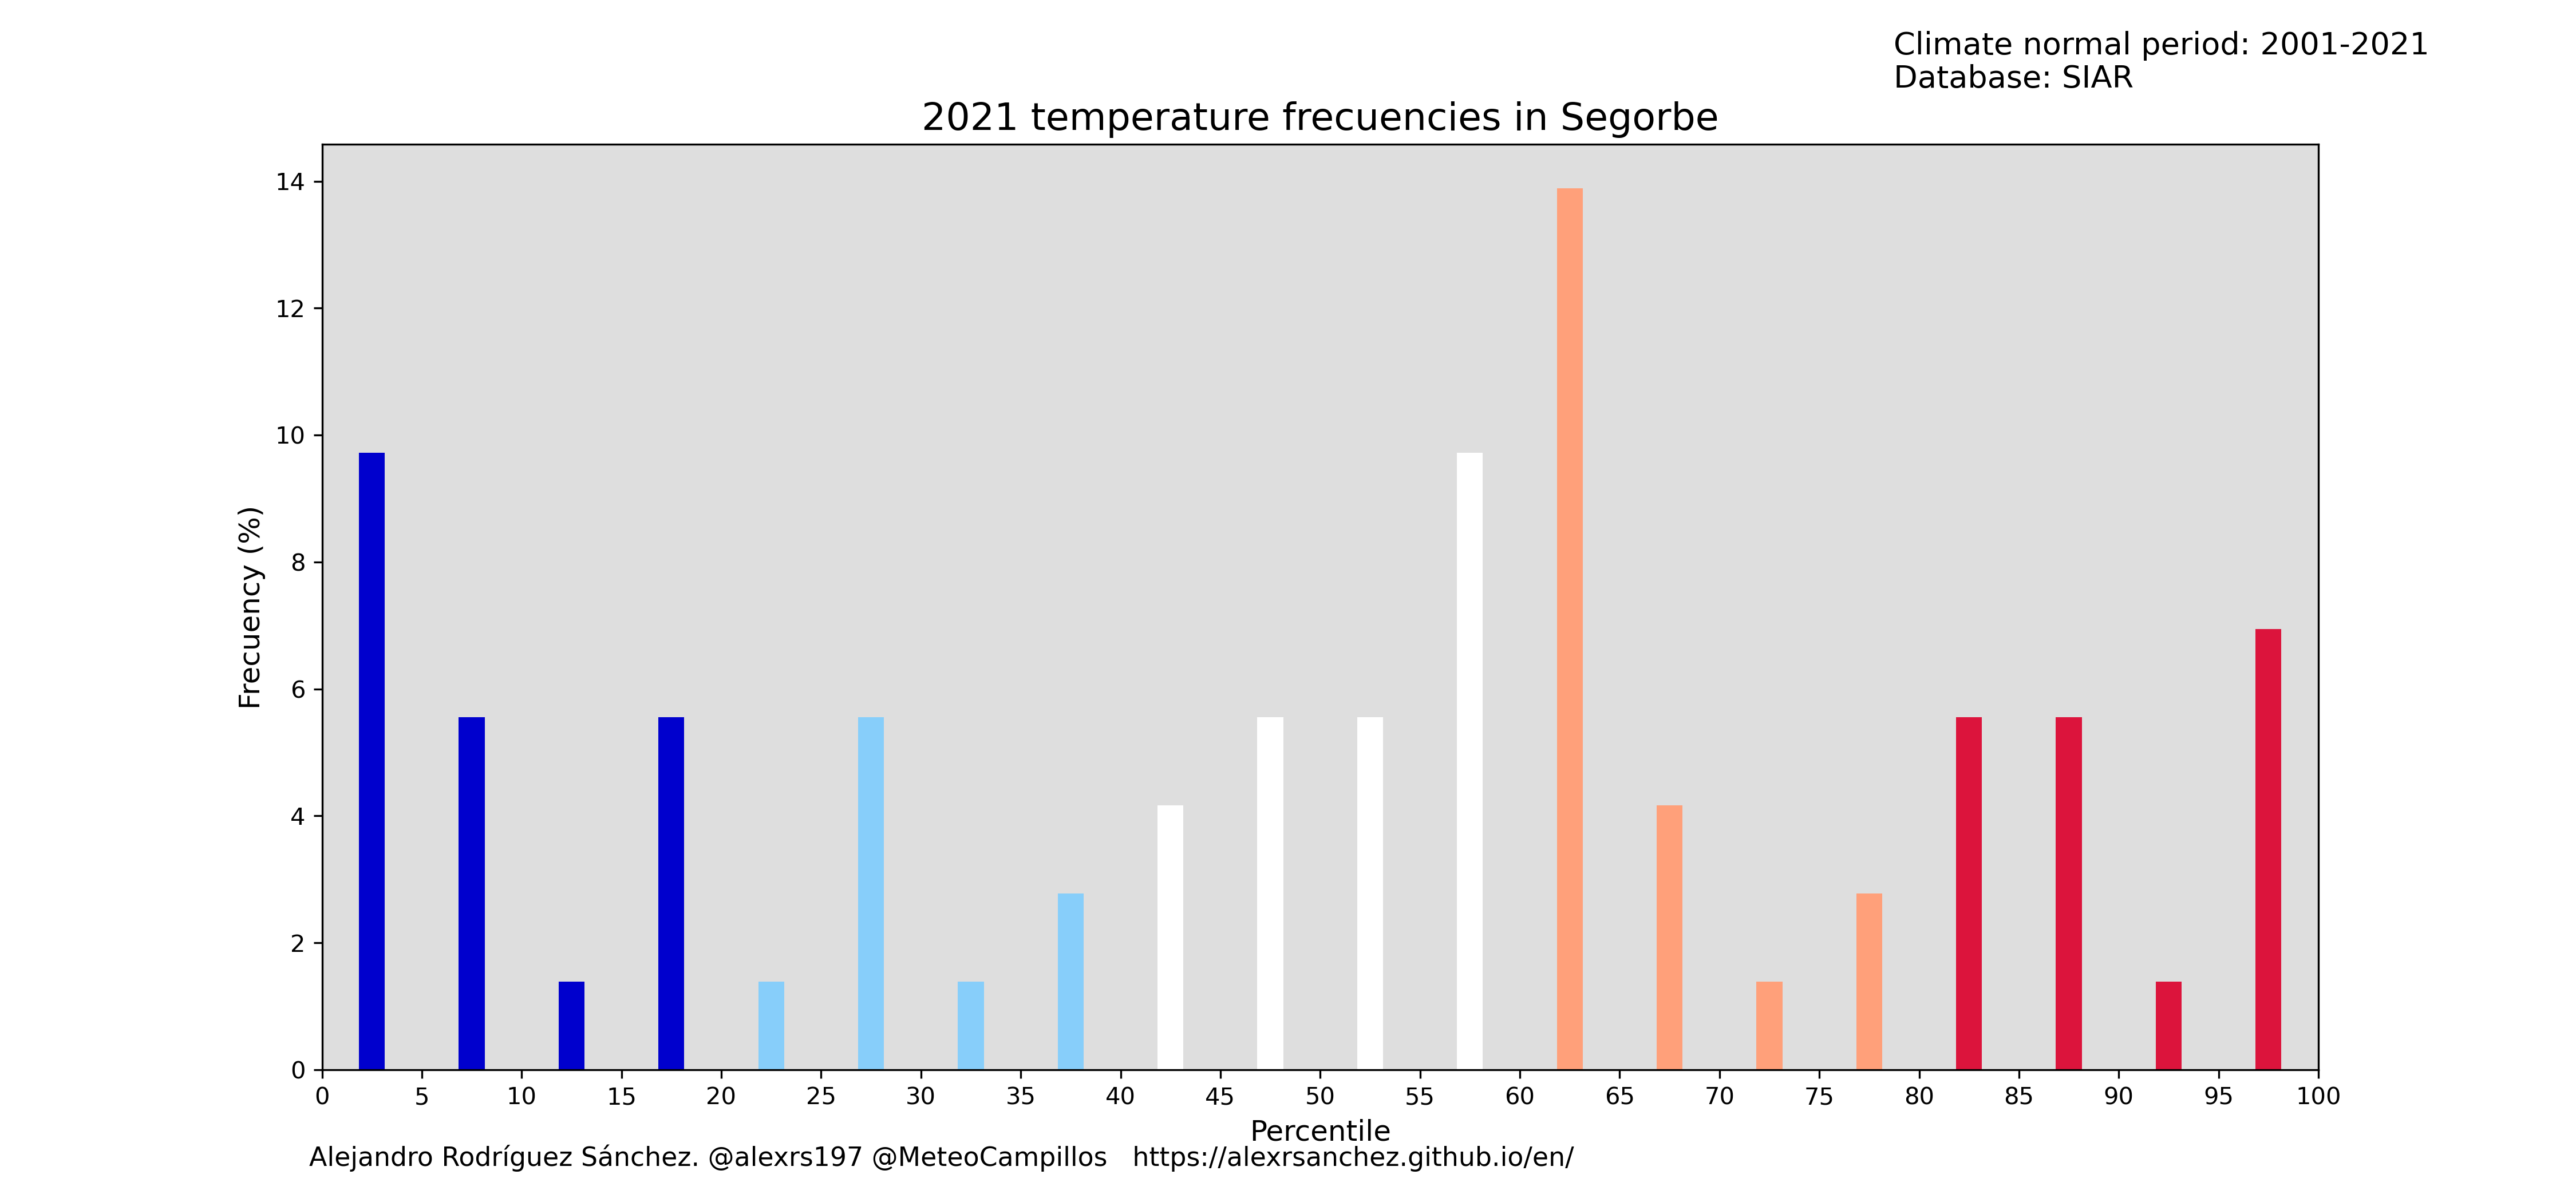 Climate normal period: 2001-2021
Database: SIAR
2021 temperature frecuencies in Segorbe
Frecuency (%)
14
12
10
8
6
4
2
0
0 5 10 15 20 25 30 35 40 45 50 55 60 65 70 75 80 85 90 95 100
Percentile
Alejandro Rodríguez Sánchez. @alexrs197 @MeteoCampillos https://alexrsanchez.github.io/en/